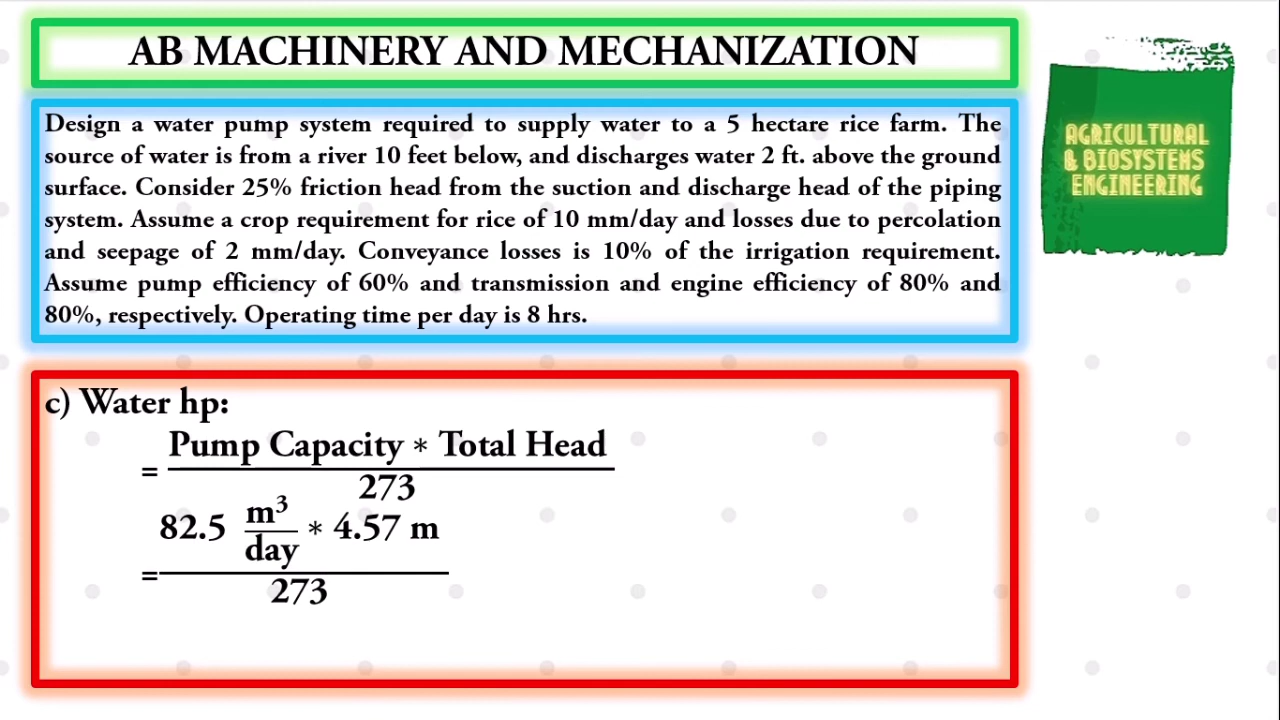 AB MACHINERY AND MECHANIZATION
Design a water pump system required to supply water to a 5 hectare rice farm. The
source of water is from a river 10 feet below, and discharges water 2 ft. above the ground
surface. Consider 25% friction head from the suction and discharge head of the piping
system. Assume a crop requirement for rice of 10 mm/day and losses due to percolation
and seepage of 2 mm/day. Conveyance losses is 10% of the irrigation requirement.
Assume pump efficiency of 60% and transmission and engine efficiency of 80% and
80%, respectively. Operating time per day is 8 hrs.
AGRICULTURAL
& BIOSYSTEMS
ENGINEERING
c) Water hp:
Pump Capacity * Total Head
=
273
82.5 m³ * 4.57 m
day
=
273